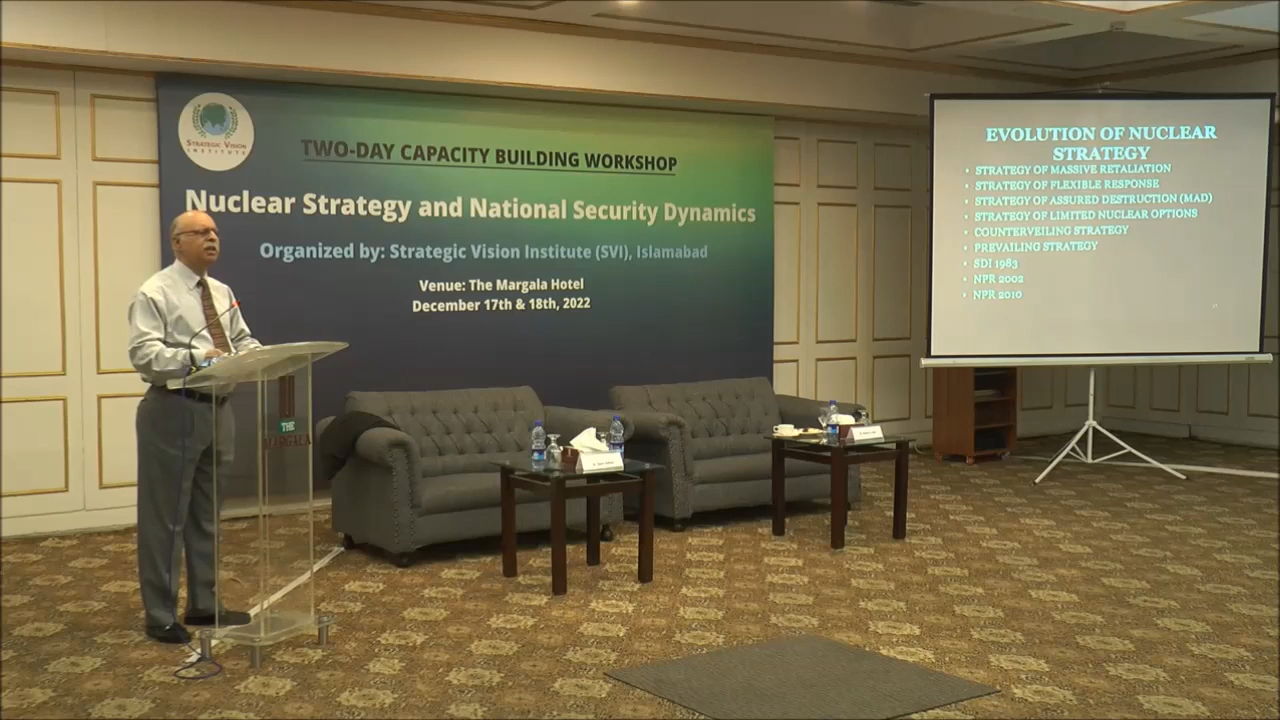 STRATEGIC VISION
INSTITUTE
TWO-DAY CAPACITY BUILDING WORKSHOP
Nuclear Strategy and National Security Dynamics
Organized by: Strategic Vision Institute (SVI), Islamabad
Venue: The Margala Hotel
December 17th & 18th, 2022
EVOLUTION OF NUCLEAR
STRATEGY
• STRATEGY OF MASSIVE RETALIATION
• STRATEGY OF FLEXIBLE RESPONSE
• STRATEGY OF ASSURED DESTRUCTION (MAD)
• STRATEGY OF LIMITED NUCLEAR OPTIONS
• COUNTERVEILING STRATEGY
• PREVAILING STRATEGY
• SDI 1983
• NPR 2002
• NPR 2010
THE
MARGALA